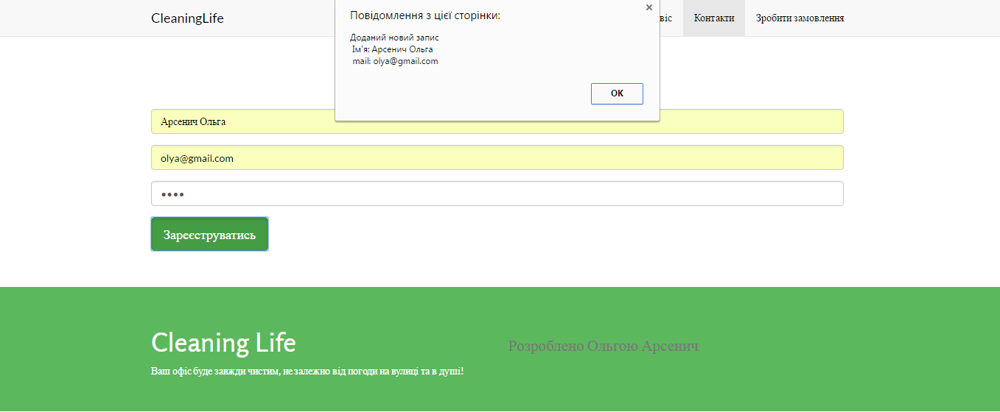 CleaningLife
Повідомлення з цієї сторінки:
Доданий новий запис
Ім'я: Арсенич Ольга
mail: olya@gmail.com
OK
віс
Контакти
Зробити замовлення
Арсенич Ольга
olya@gmail.com
Зареєструватись
Cleaning Life
Розроблено Ольгою Арсенич
Ваш офіс буде завжди чистим, не залежно від погоди на вулиці та в душі!